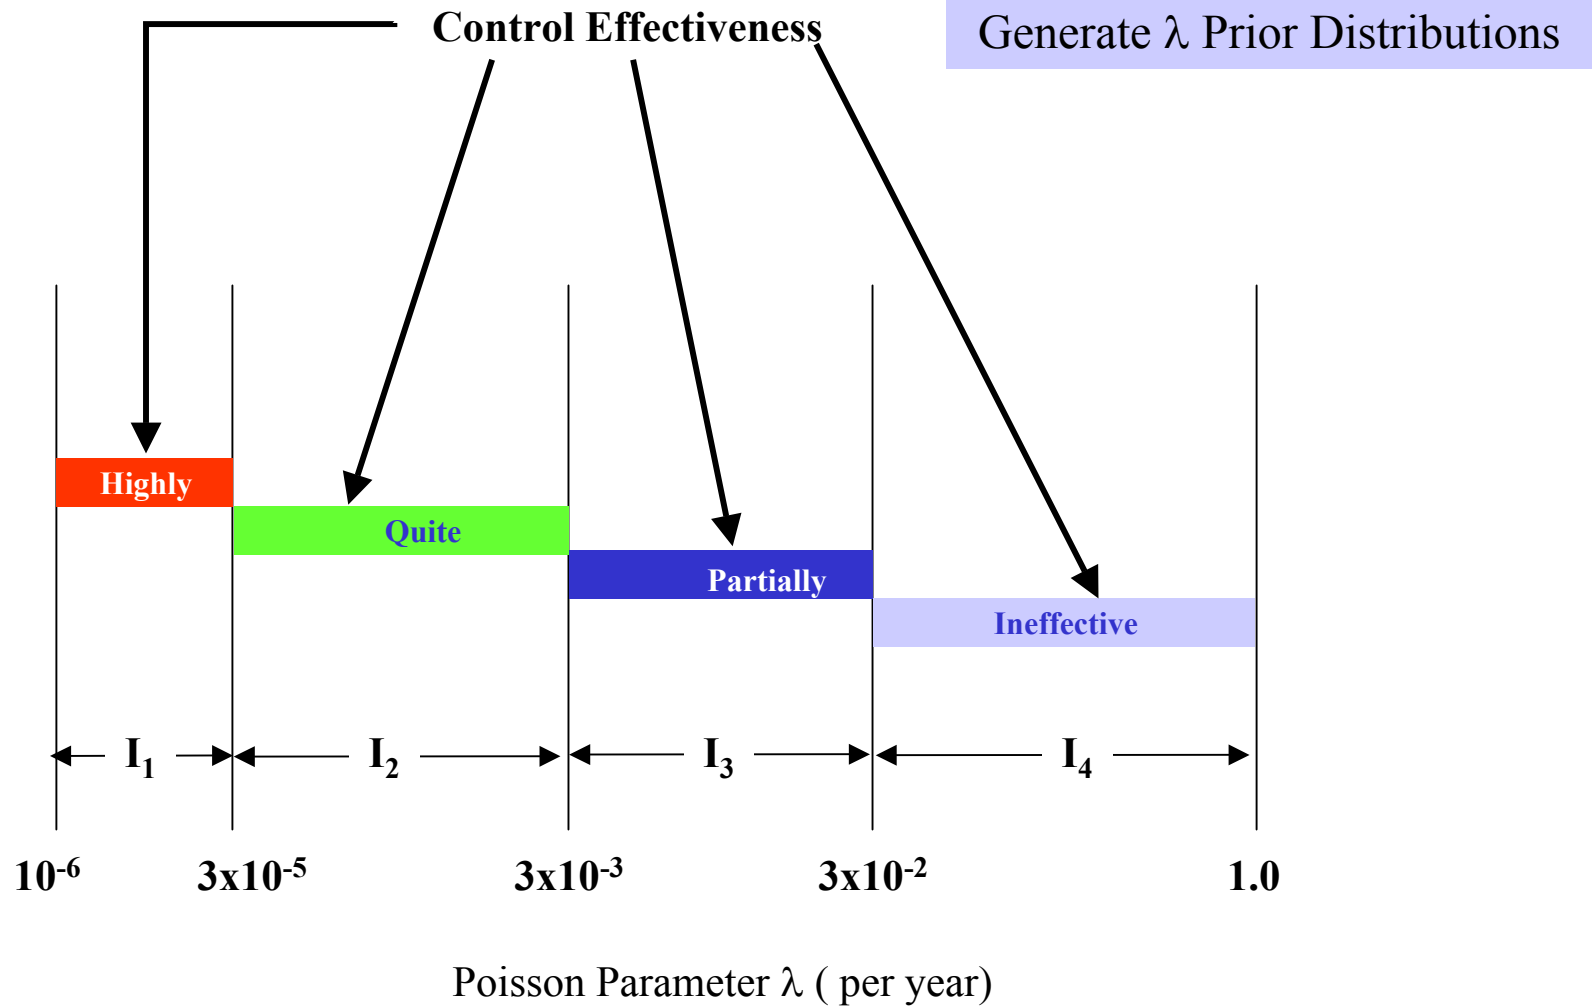 Control Effectiveness
Generate λ Prior Distributions
Highly
Quite
Partially
Ineffective
I₁ I₂ I₃ I₄
10⁻⁶ 3x10⁻⁵ 3x10⁻³ 3x10⁻² 1.0
Poisson Parameter λ ( per year)